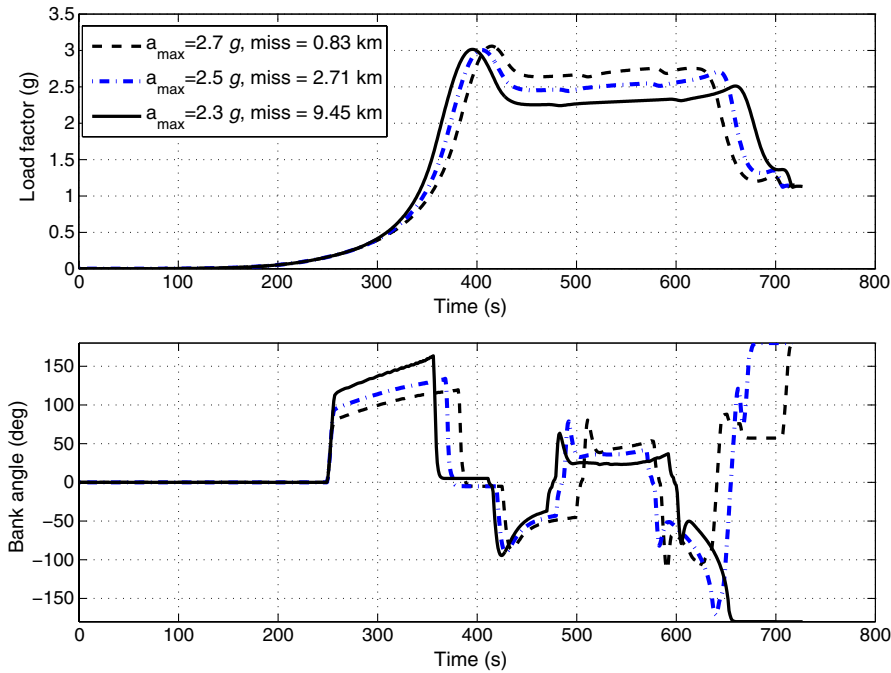 3.5
3
2.5
2
1.5
1
0.5
0
Load factor (g)
a_max=2.7 g, miss = 0.83 km
a_max=2.5 g, miss = 2.71 km
a_max=2.3 g, miss = 9.45 km
0 100 200 300 400 500 600 700 800
Time (s)
150
100
50
0
−50
−100
−150
Bank angle (deg)
0 100 200 300 400 500 600 700 800
Time (s)